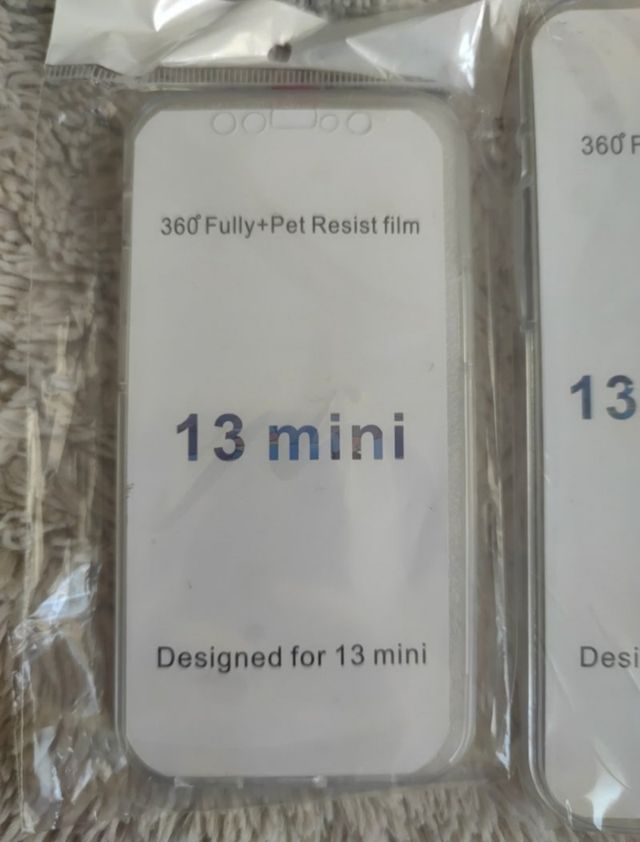 360° Fully+Pet Resist film
13 mini
Designed for 13 mini
360° F
13
Desi